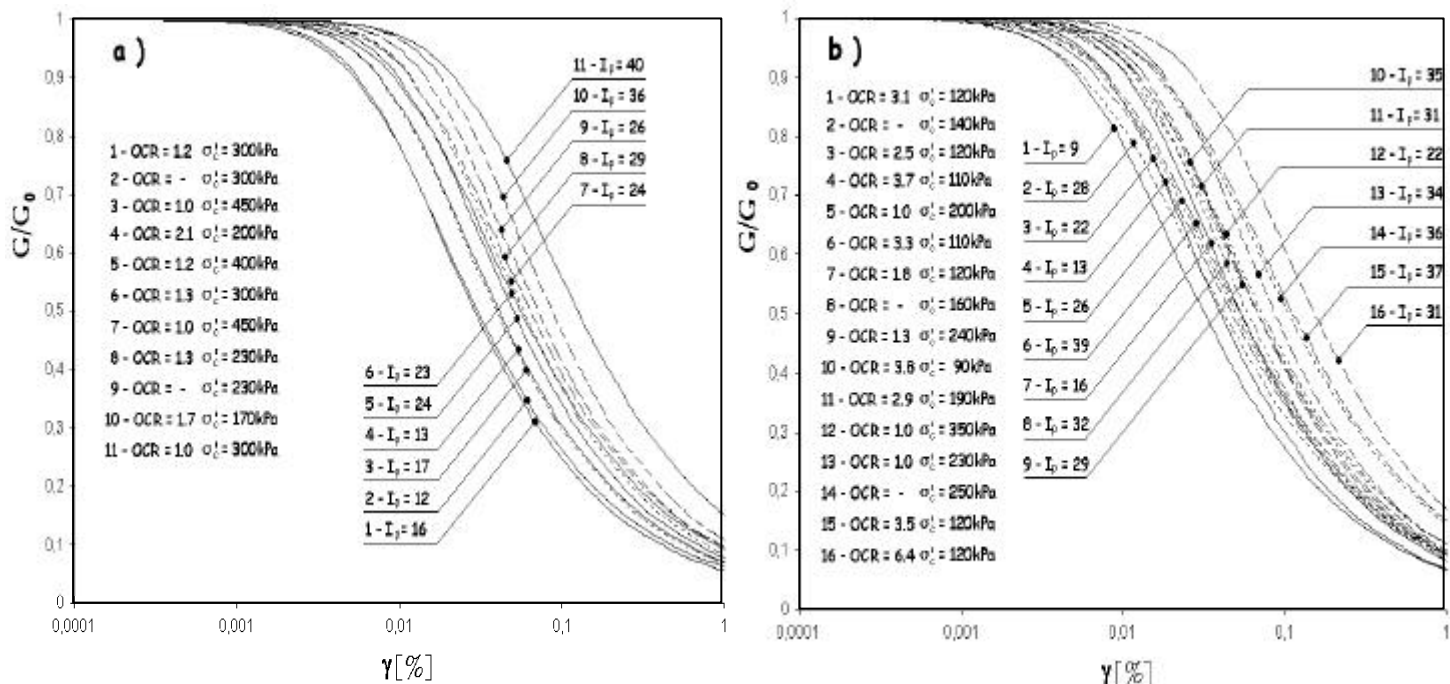 a )
1
0,9
0,8
0,7
0,6
0,5
0,4
0,3
0,2
0,1
0
G/G₀
1 - OCR = 1.2 σ'c = 300kPa
2 - OCR = - σ'c = 300kPa
3 - OCR = 1.0 σ'c = 450kPa
4 - OCR = 2.1 σ'c = 200kPa
5 - OCR = 1.2 σ'c = 400kPa
6 - OCR = 1.3 σ'c = 300kPa
7 - OCR = 1.0 σ'c = 450kPa
8 - OCR = 1.3 σ'c = 230kPa
9 - OCR = - σ'c = 230kPa
10 - OCR = 1.7 σ'c = 170kPa
11 - OCR = 1.0 σ'c = 300kPa
11 - Iₚ = 40
10 - Iₚ = 36
9 - Iₚ = 26
8 - Iₚ = 29
7 - Iₚ = 24
6 - Iₚ = 23
5 - Iₚ = 24
4 - Iₚ = 13
3 - Iₚ = 17
2 - Iₚ = 12
1 - Iₚ = 16
0,0001 0,001 0,01 0,1 1
γ[%]
b )
1
0,9
0,8
0,7
0,6
0,5
0,4
0,3
0,2
0,1
0
G/G₀
1 - OCR = 3.1 σ'c = 120kPa
2 - OCR = - σ'c = 140kPa
3 - OCR = 2.5 σ'c = 120kPa
4 - OCR = 3.7 σ'c = 110kPa
5 - OCR = 1.0 σ'c = 200kPa
6 - OCR = 3.3 σ'c = 110kPa
7 - OCR = 1.8 σ'c = 120kPa
8 - OCR = - σ'c = 160kPa
9 - OCR = 1.3 σ'c = 240kPa
10 - OCR = 3.8 σ'c = 90kPa
11 - OCR = 2.9 σ'c = 190kPa
12 - OCR = 1.0 σ'c = 350kPa
13 - OCR = 1.0 σ'c = 230kPa
14 - OCR = - σ'c = 250kPa
15 - OCR = 3.5 σ'c = 120kPa
16 - OCR = 6.4 σ'c = 120kPa
1 - Iₚ = 9
2 - Iₚ = 28
3 - Iₚ = 22
4 - Iₚ = 13
5 - Iₚ = 26
6 - Iₚ = 39
7 - Iₚ = 16
8 - Iₚ = 32
9 - Iₚ = 29
10 - Iₚ = 35
11 - Iₚ = 31
12 - Iₚ = 22
13 - Iₚ = 34
14 - Iₚ = 36
15 - Iₚ = 37
16 - Iₚ = 31
0,0001 0,001 0,01 0,1 1
γ[%]